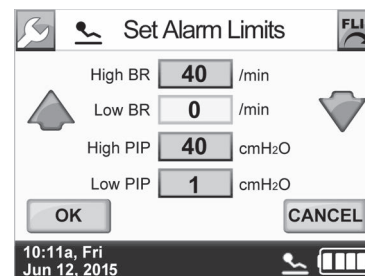 Set Alarm Limits
FLI
High BR 40 /min
Low BR 0 /min
High PIP 40 cmH2O
Low PIP 1 cmH2O
OK CANCEL
10:11a, Fri
Jun 12, 2015